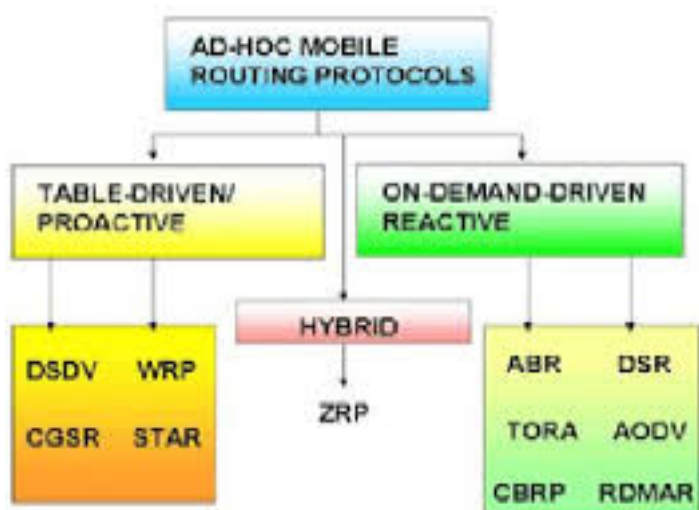 AD-HOC MOBILE
ROUTING PROTOCOLS
TABLE-DRIVEN/
PROACTIVE
ON-DEMAND-DRIVEN
REACTIVE
HYBRID
DSDV WRP
CGSR STAR
ZRP
ABR DSR
TORA AODV
CBRP RDMAR